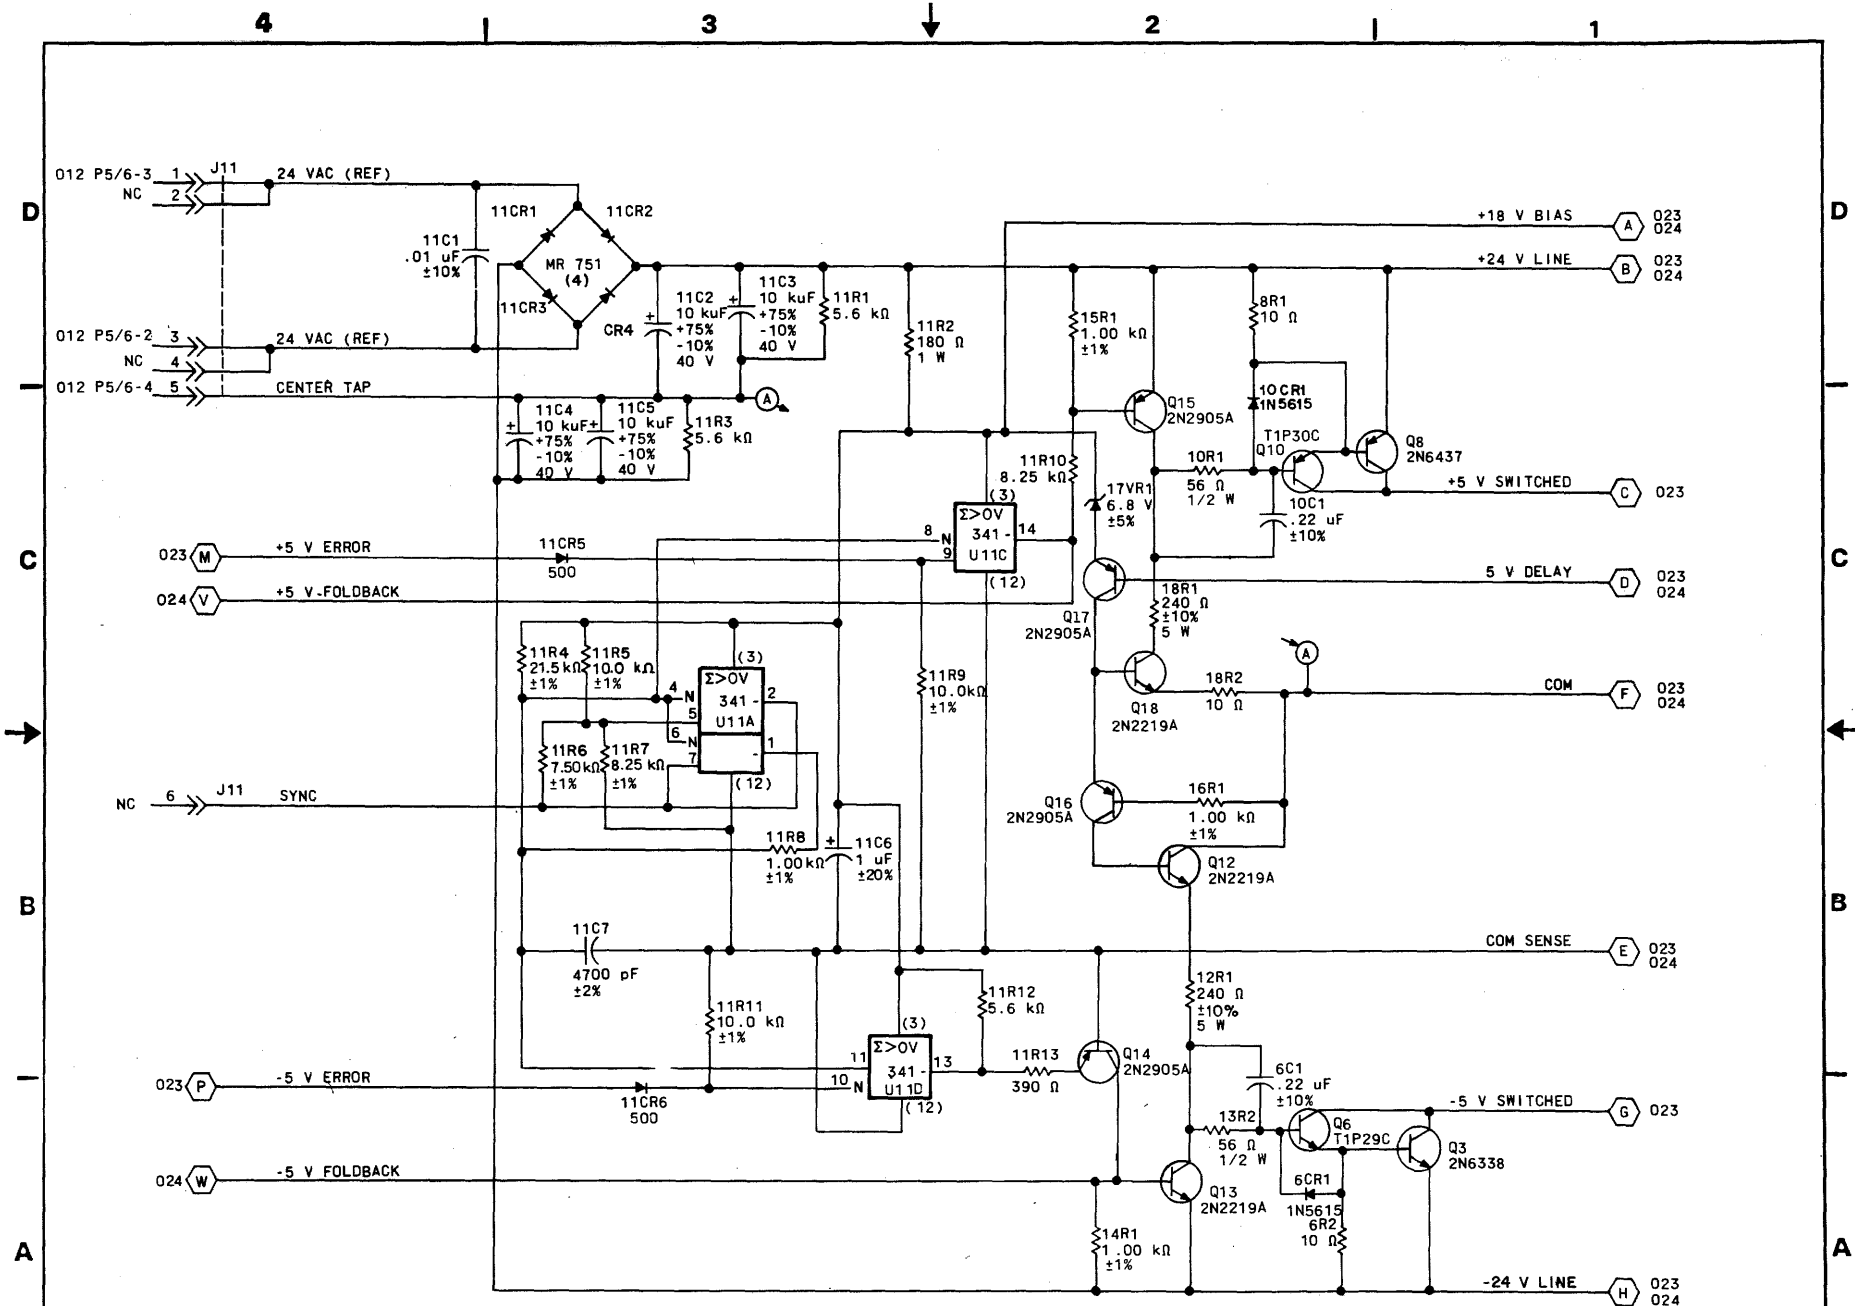 4 3 2 1
D
012 P5/6-3 1 J11 24 VAC (REF)
NC 2
11CR1 11CR2
11C1
.01 uF
±10%
MR 751
(4)
11CR3
CR4
012 P5/6-2 3 24 VAC (REF)
NC 4
012 P5/6-4 5 CENTER TAP
11C2
10 kuF
+75%
-10%
40 V
11C3
10 kuF
+75%
-10%
40 V
11R1
5.6 kΩ
A
11C4
10 kuF
+75%
-10%
40 V
11C5
10 kuF
+75%
-10%
40 V
11R3
5.6 kΩ
11R2
180 Ω
1 W
15R1
1.00 kΩ
±1%
+18 V BIAS A 023
024
D
+24 V LINE B 023
024
8R1
10 Ω
10CR1
1N5615
Q15
2N2905A
T1P30C
Q10
Q8
2N6437
10R1
56 Ω
1/2 W
10C1
.22 uF
±10%
+5 V SWITCHED C 023
11R10
8.25 kΩ
17VR1
6.8 V
±5%
(3)
Σ>0V
341 -
U11C
(12)
8 N
9
14
C
023 M +5 V ERROR
11CR5
500
024 V +5 V-FOLDBACK
5 V DELAY D 023
024
C
Q17
2N2905A
18R1
240 Ω
±10%
5 W
11R4
21.5 kΩ
±1%
11R5
10.0 kΩ
±1%
(3)
Σ>0V
341 -
U11A
-
(12)
4 N
5
6 N
7
2
1
11R9
10.0kΩ
±1%
Q18
2N2219A
18R2
10 Ω
A
COM F 023
024
11R6
7.50kΩ
±1%
11R7
8.25 kΩ
±1%
NC 6 J11 SYNC
11R8
1.00kΩ
±1%
11C6
1 uF
±20%
Q16
2N2905A
16R1
1.00 kΩ
±1%
Q12
2N2219A
B
B
11C7
4700 pF
±2%
COM SENSE E 023
024
11R11
10.0 kΩ
±1%
11R12
5.6 kΩ
12R1
240 Ω
±10%
5 W
(3)
Σ>0V
341 -
U11D
(12)
11
10 N
13
11R13
390 Ω
Q14
2N2905A
6C1
.22 uF
±10%
023 P -5 V ERROR
11CR6
500
-5 V SWITCHED G 023
13R2
56 Ω
1/2 W
Q6
T1P29C
Q3
2N6338
024 W -5 V FOLDBACK
Q13
2N2219A
6CR1
1N5615
6R2
10 Ω
14R1
1.00 kΩ
±1%
A
A
-24 V LINE H 023
024